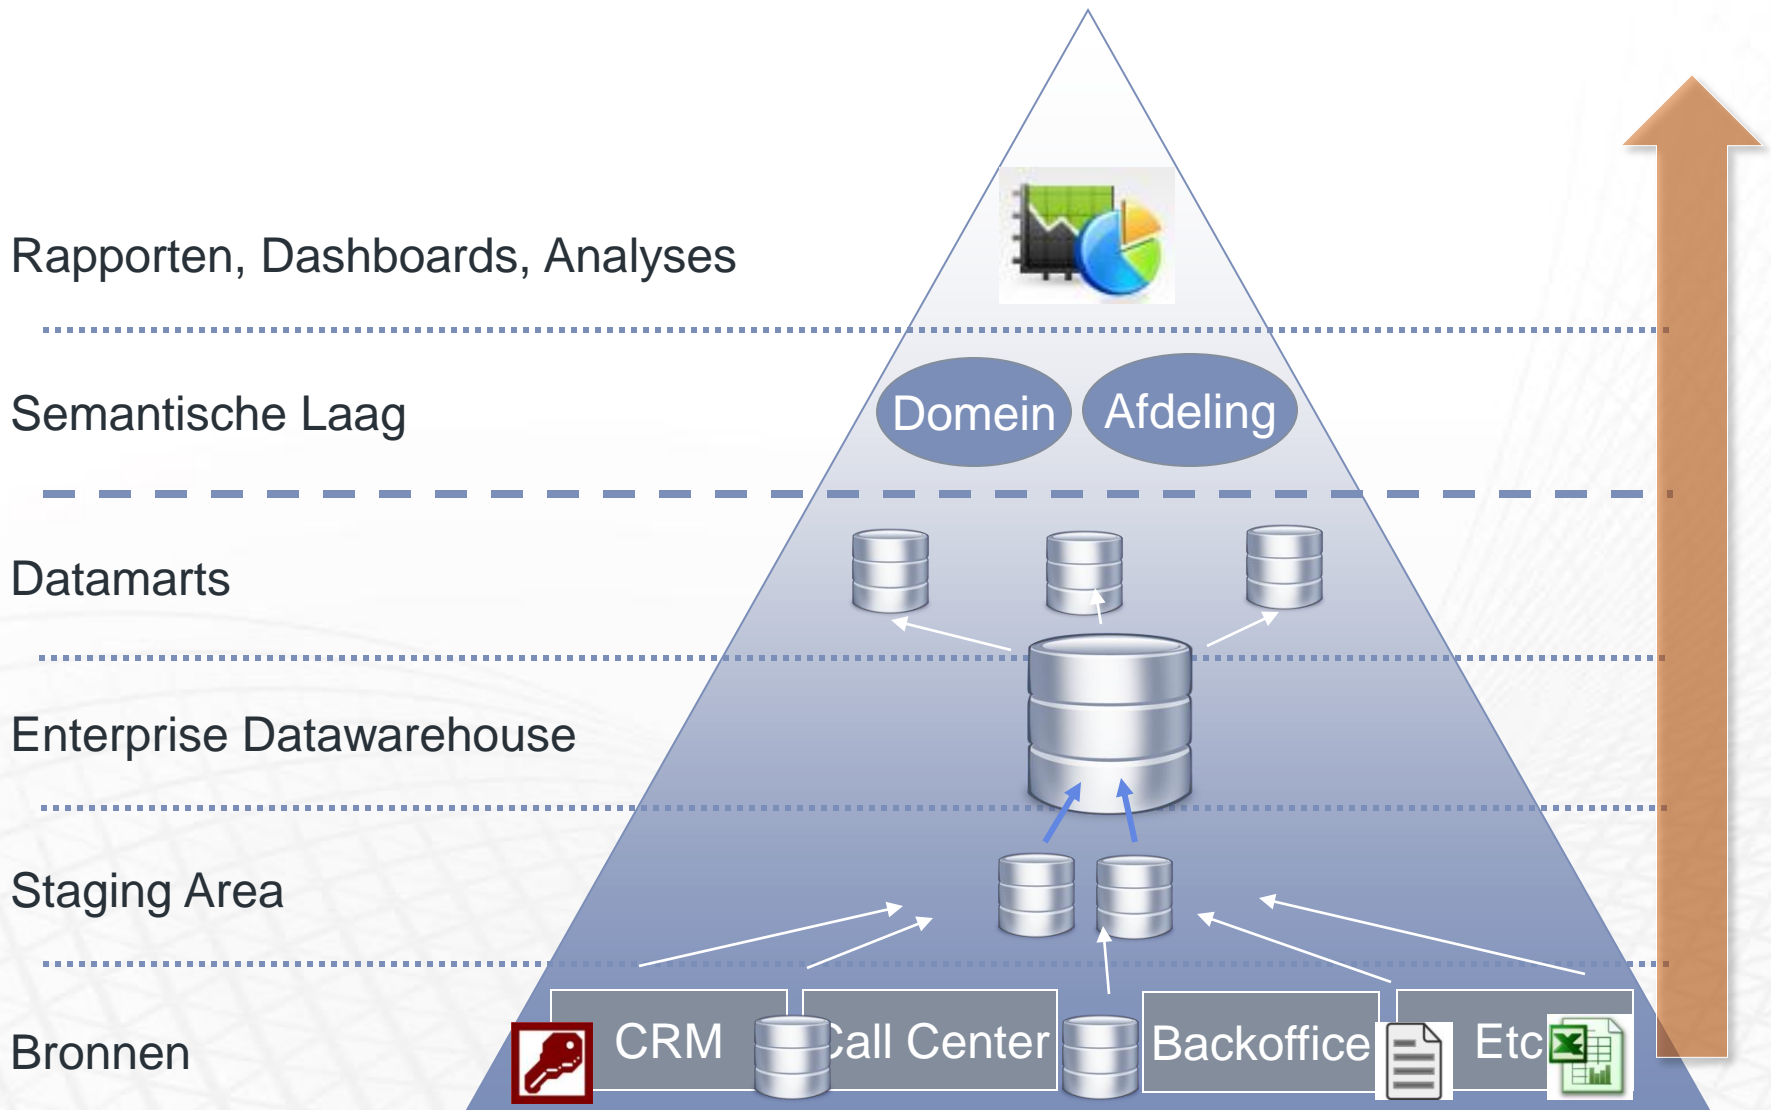 Rapporten, Dashboards, Analyses
Semantische Laag
Domein
Afdeling
Datamarts
Enterprise Datawarehouse
Staging Area
Bronnen
CRM
Call Center
Backoffice
Etc